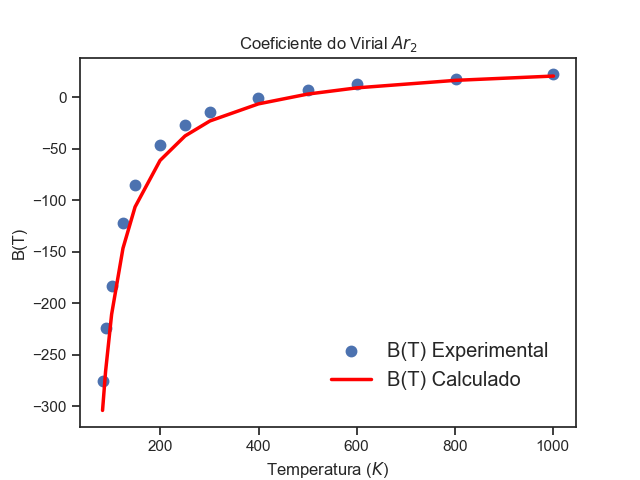 Coeficiente do Virial Ar₂
B(T)
0
−50
−100
−150
−200
−250
−300
B(T) Experimental
B(T) Calculado
200 400 600 800 1000
Temperatura (K)